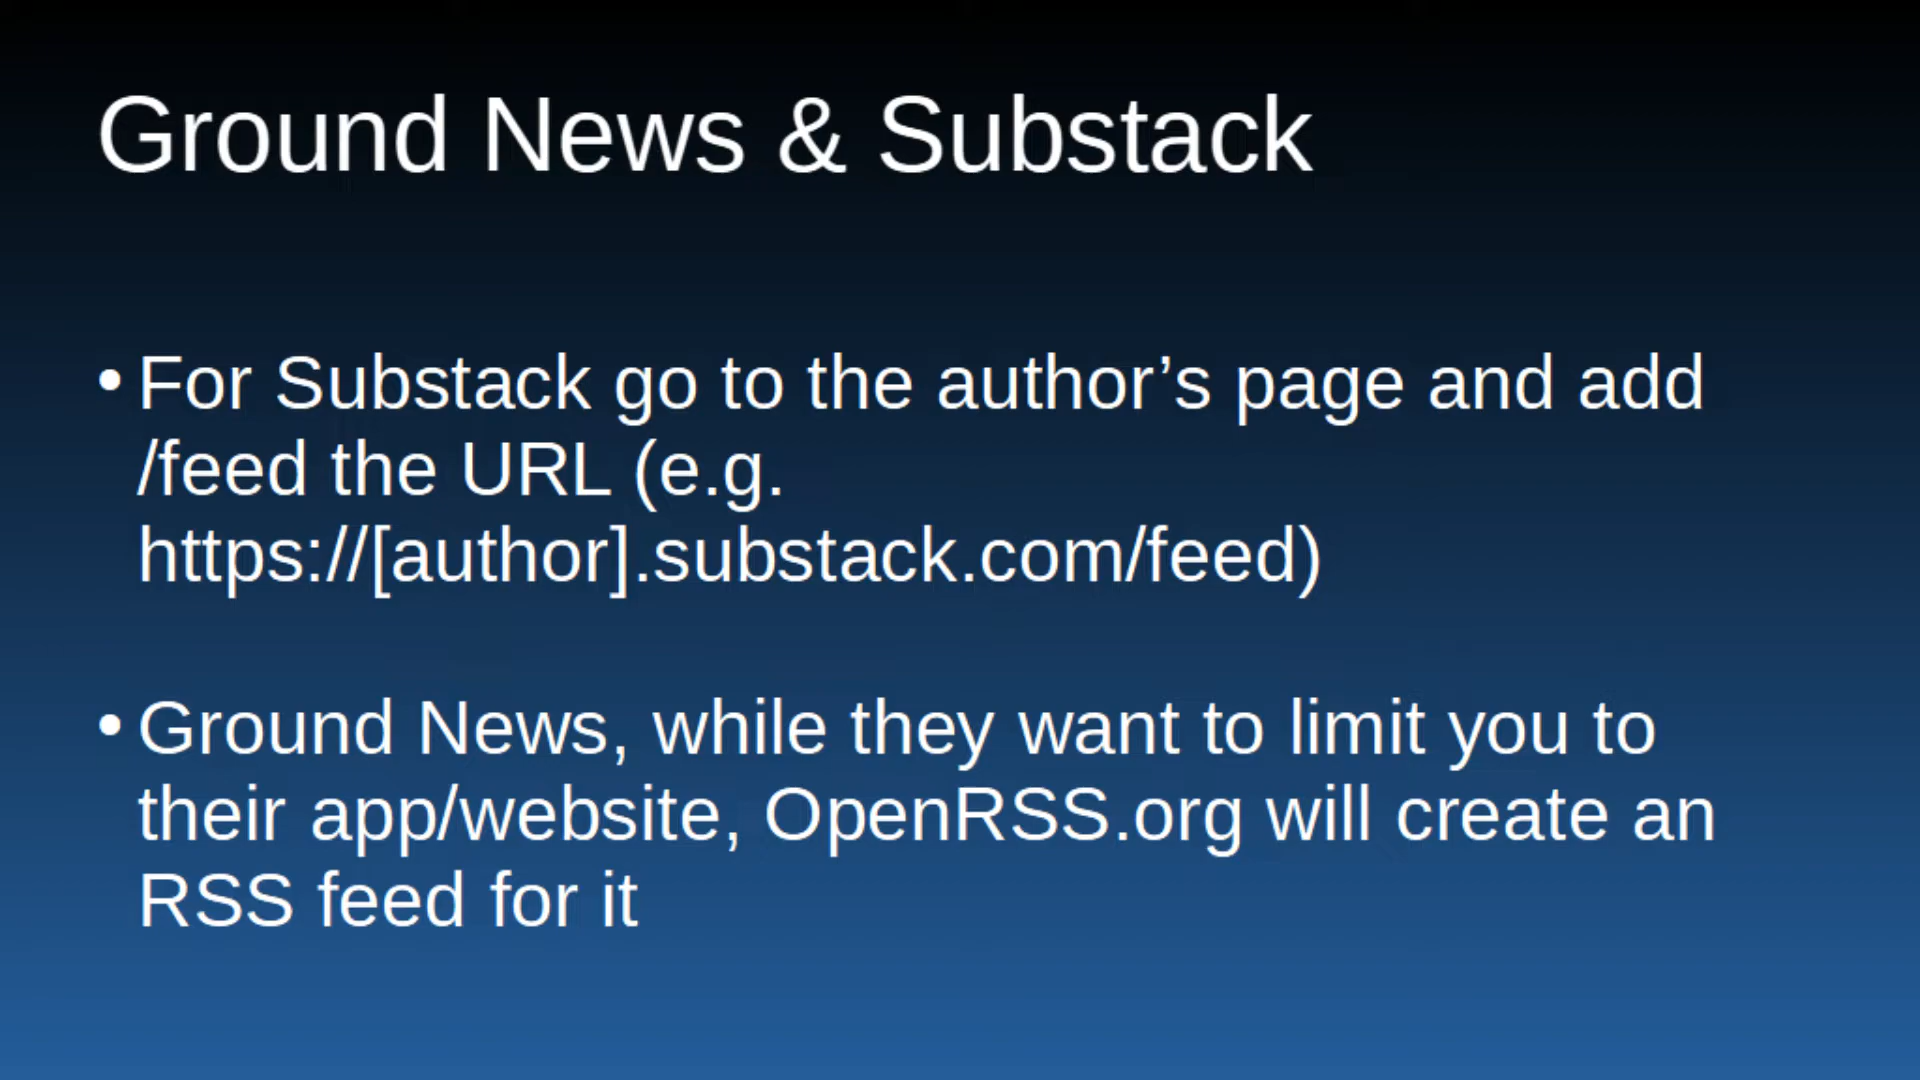 Ground News & Substack
• For Substack go to the author’s page and add
/feed the URL (e.g.
https://[author].substack.com/feed)
• Ground News, while they want to limit you to
their app/website, OpenRSS.org will create an
RSS feed for it